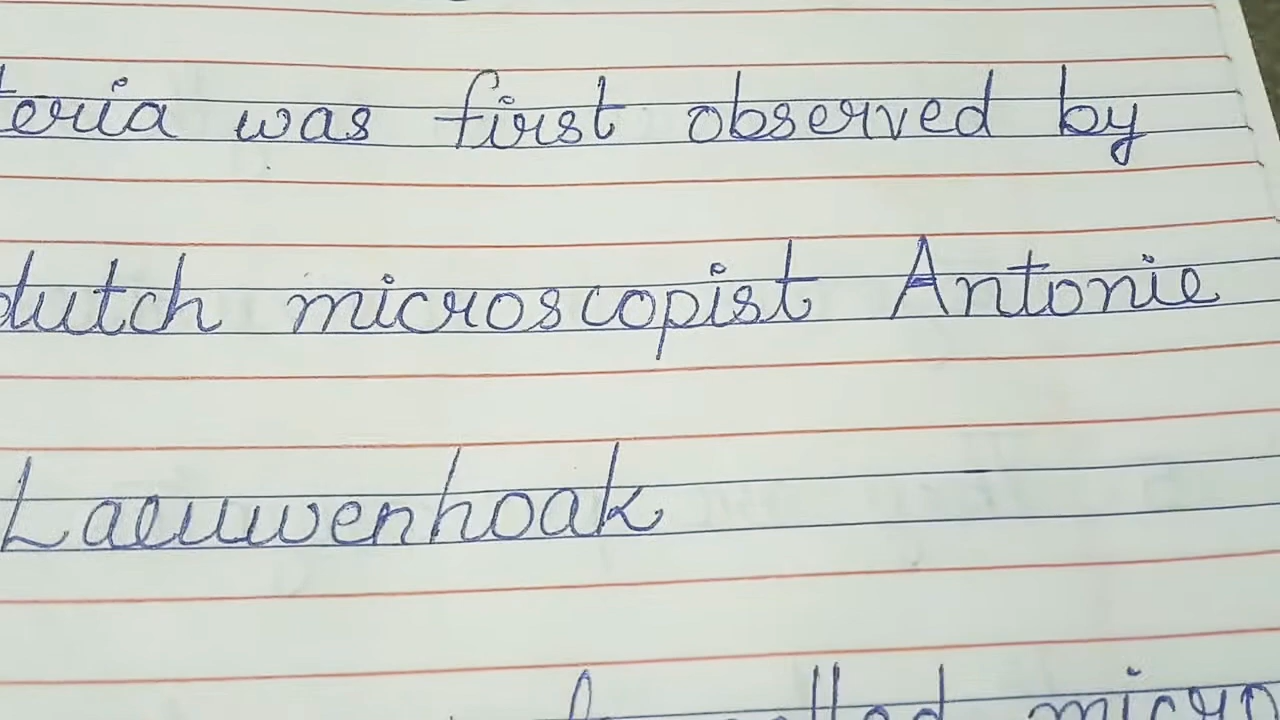 teria was first observed by
dutch microscopist Antonie
Laeuwenhoak